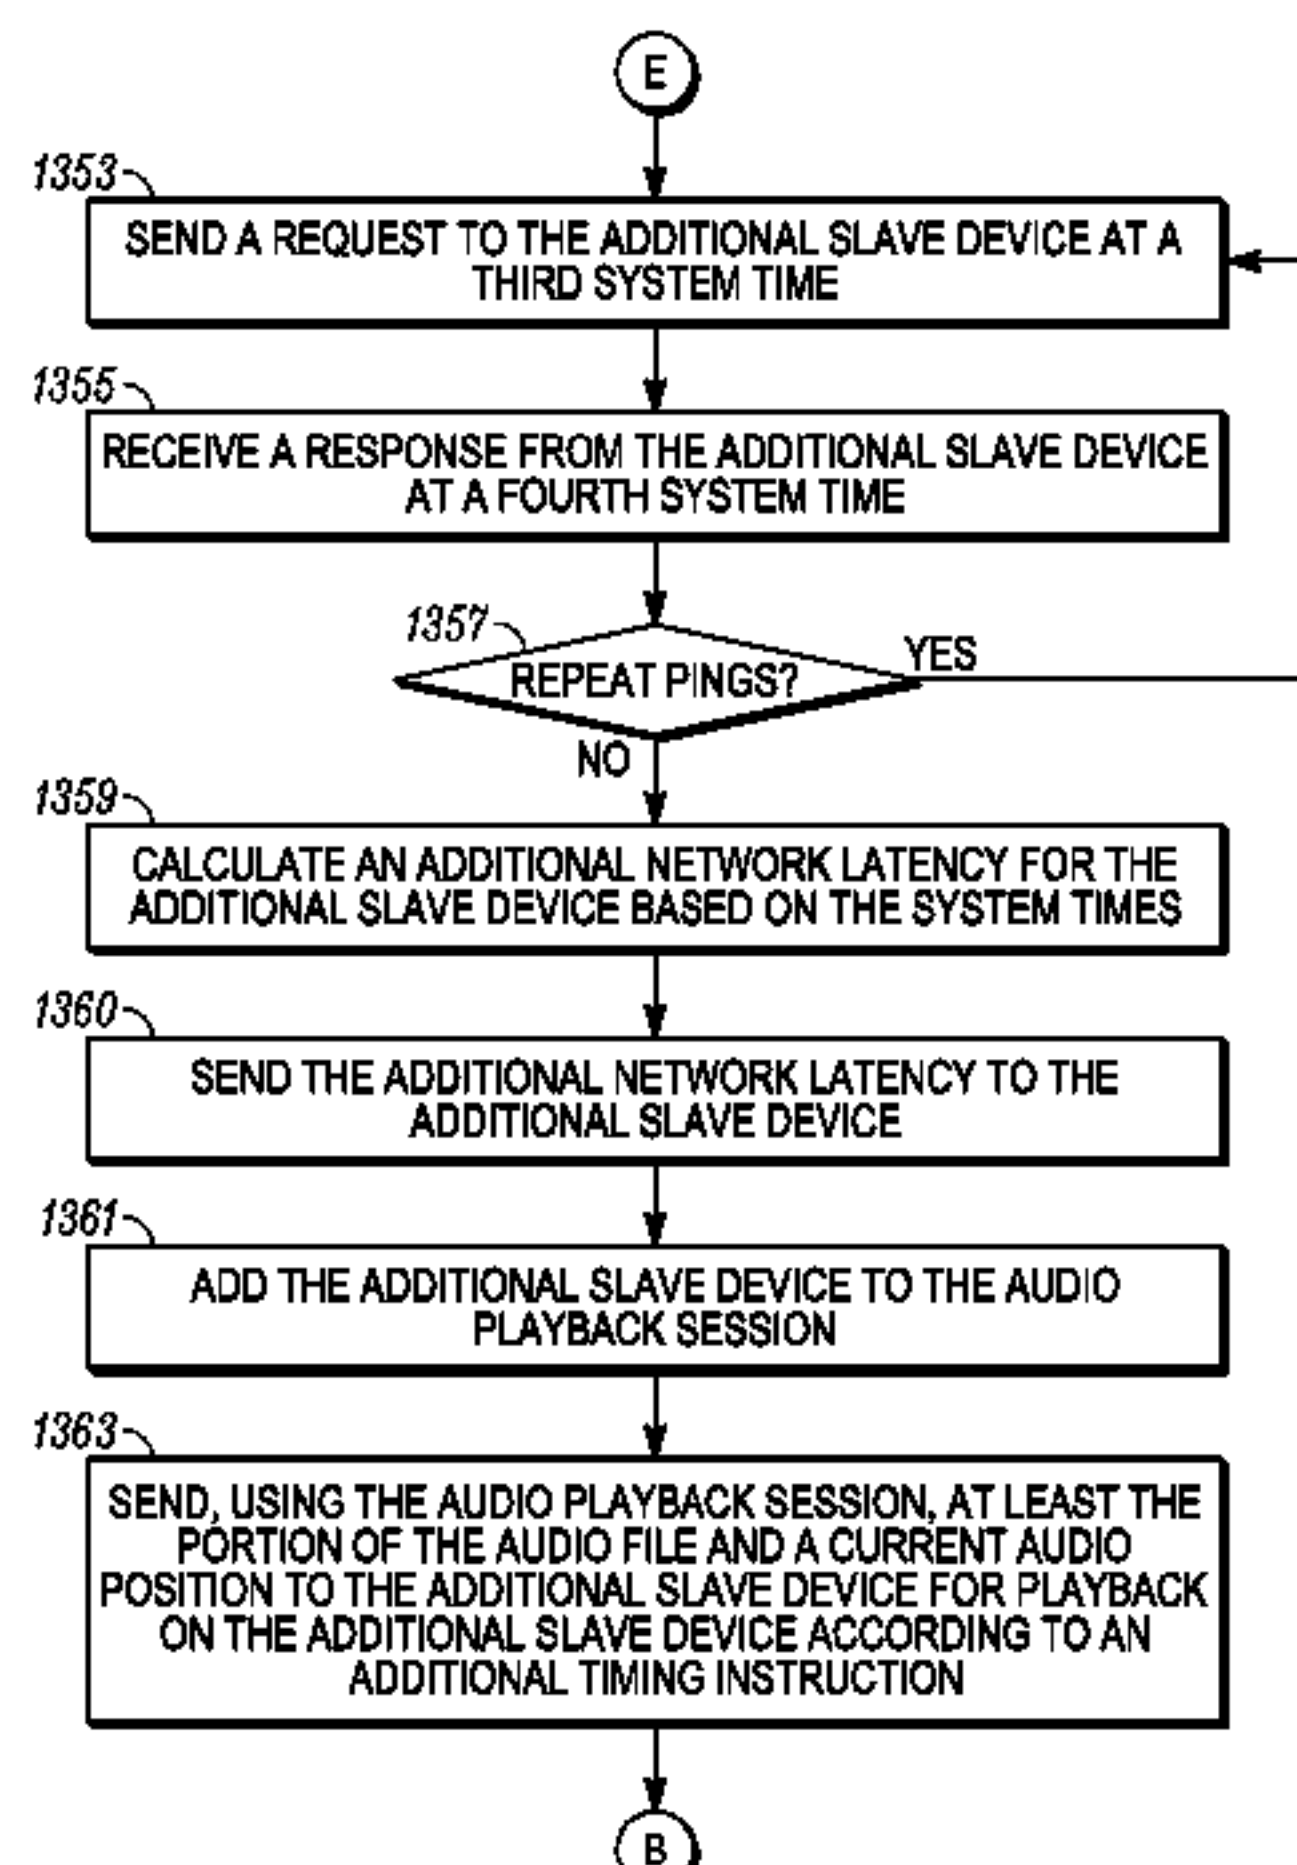 E
1353
SEND A REQUEST TO THE ADDITIONAL SLAVE DEVICE AT A
THIRD SYSTEM TIME
1355
RECEIVE A RESPONSE FROM THE ADDITIONAL SLAVE DEVICE
AT A FOURTH SYSTEM TIME
1357
REPEAT PINGS?
YES
NO
1359
CALCULATE AN ADDITIONAL NETWORK LATENCY FOR THE
ADDITIONAL SLAVE DEVICE BASED ON THE SYSTEM TIMES
1360
SEND THE ADDITIONAL NETWORK LATENCY TO THE
ADDITIONAL SLAVE DEVICE
1361
ADD THE ADDITIONAL SLAVE DEVICE TO THE AUDIO
PLAYBACK SESSION
1363
SEND, USING THE AUDIO PLAYBACK SESSION, AT LEAST THE
PORTION OF THE AUDIO FILE AND A CURRENT AUDIO
POSITION TO THE ADDITIONAL SLAVE DEVICE FOR PLAYBACK
ON THE ADDITIONAL SLAVE DEVICE ACCORDING TO AN
ADDITIONAL TIMING INSTRUCTION
B